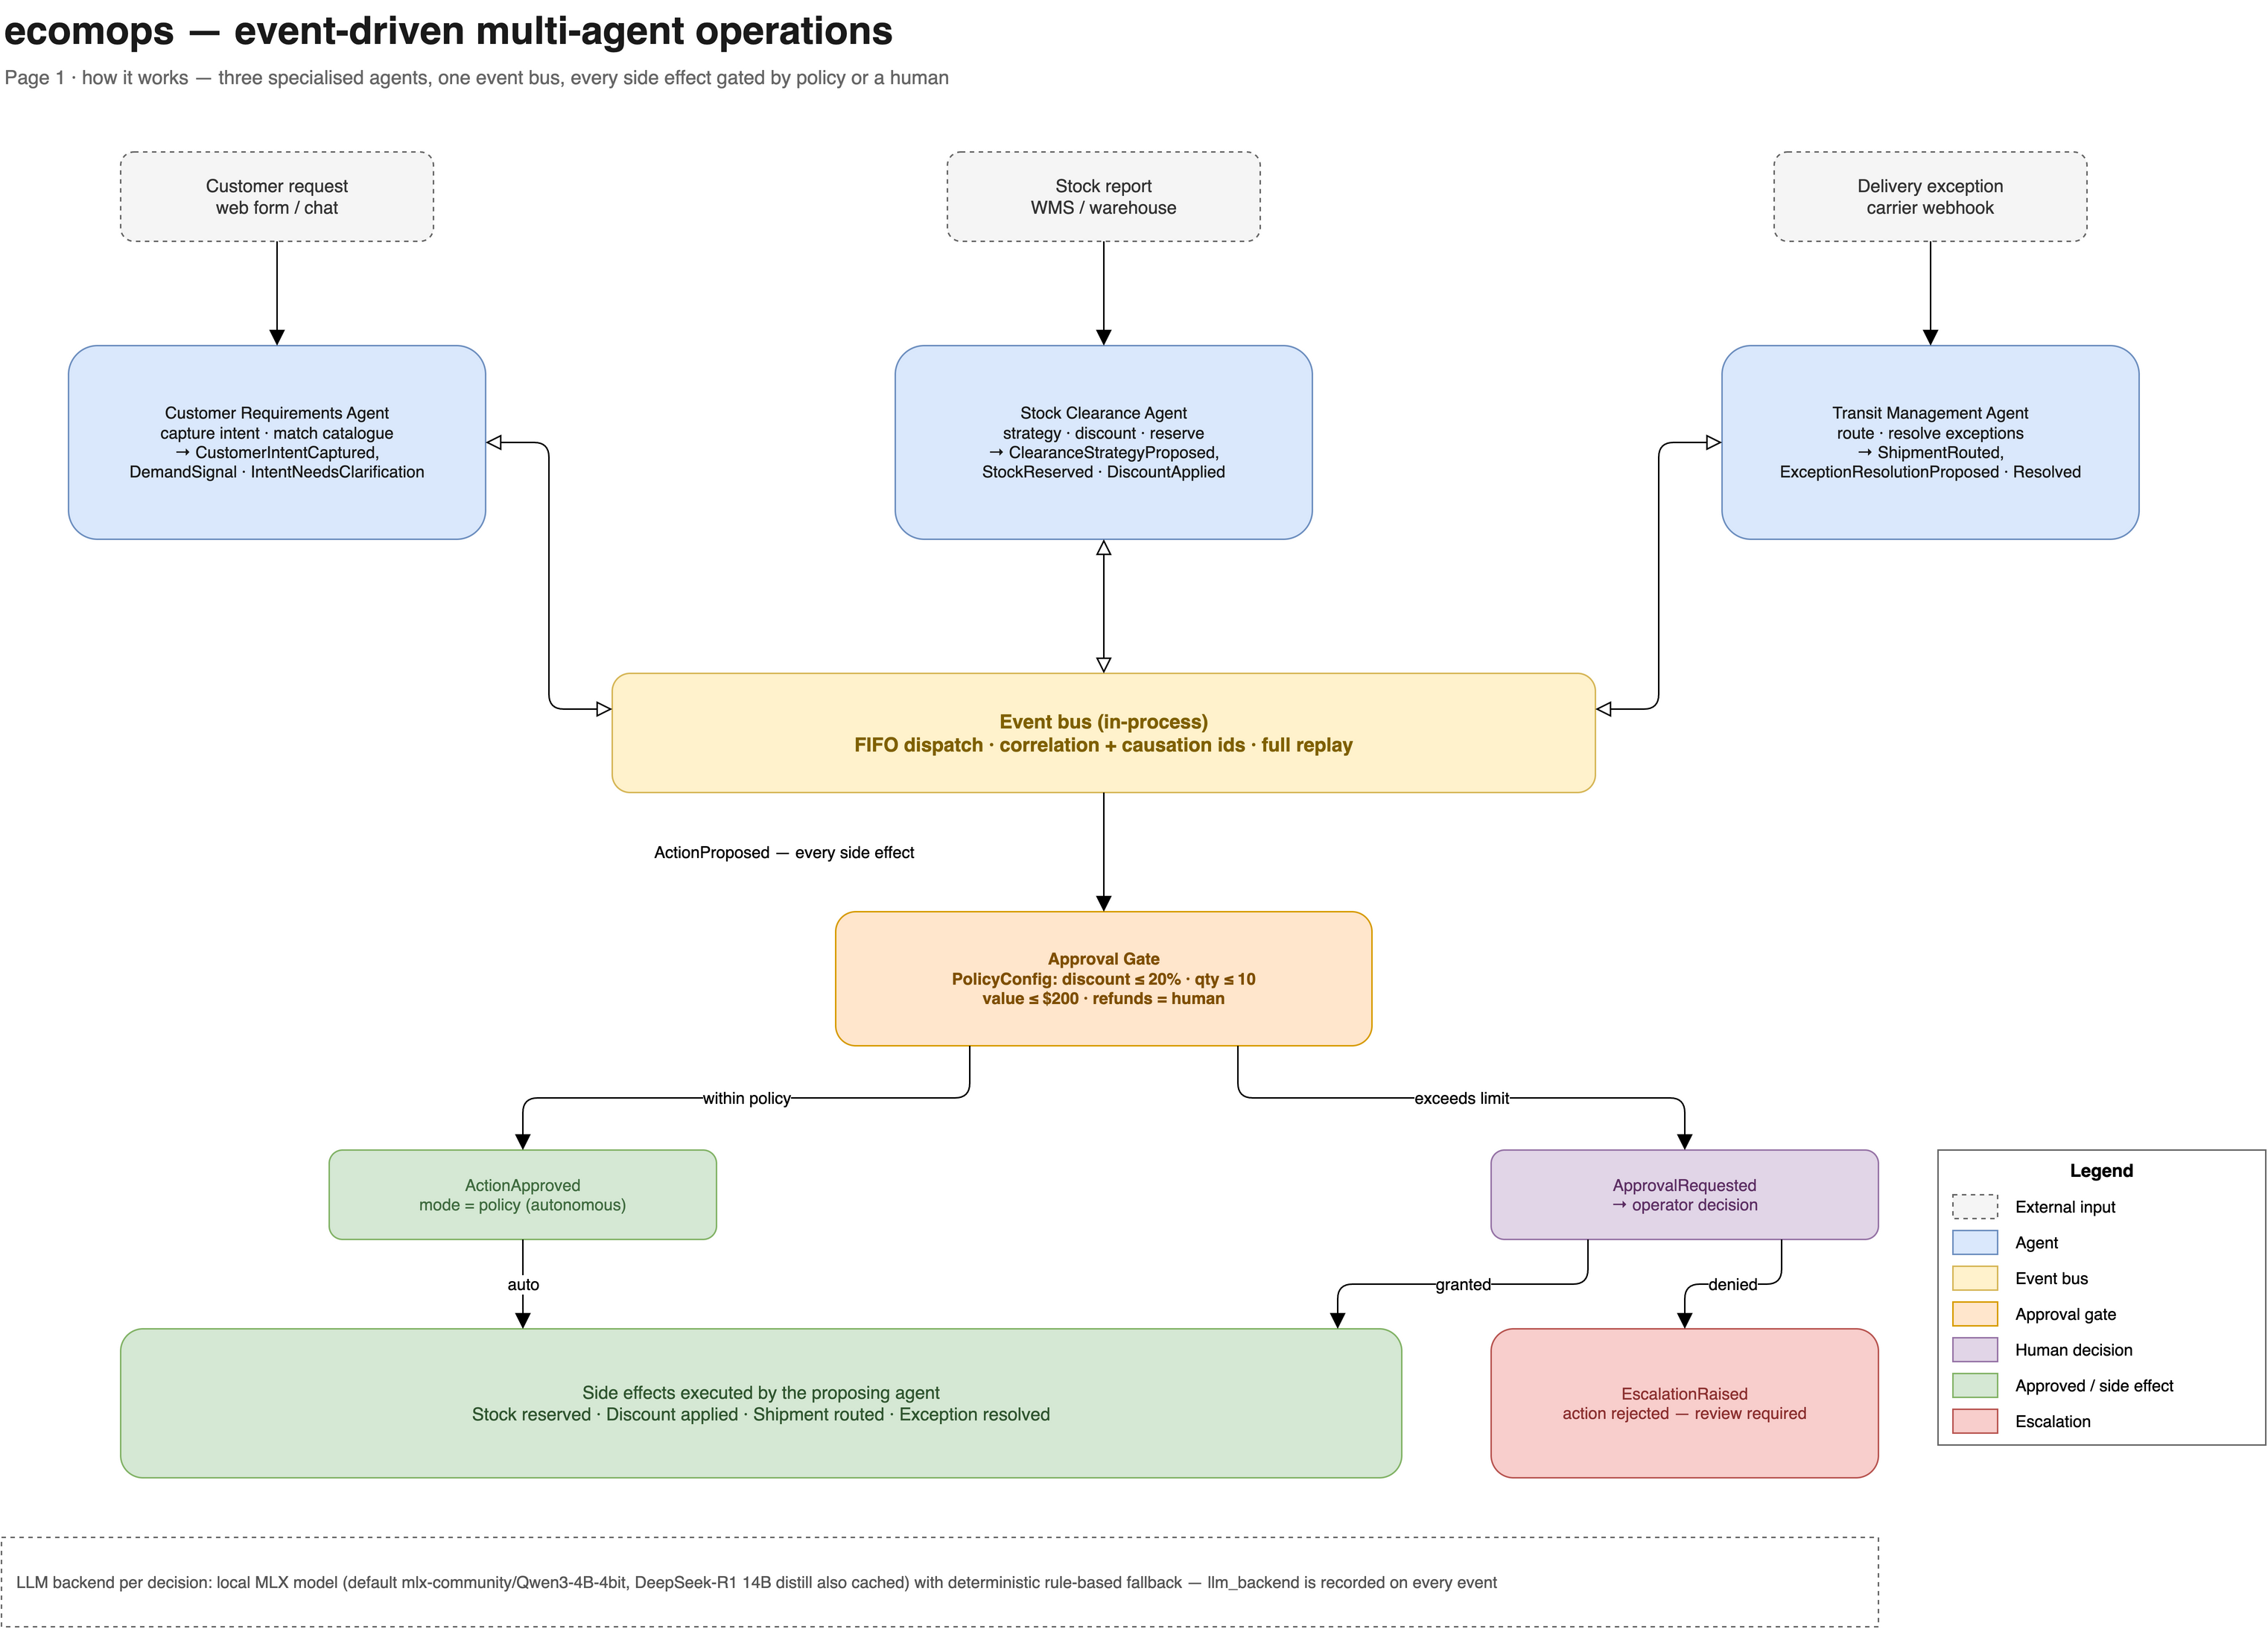 ecomops — event-driven multi-agent operations
Page 1 · how it works — three specialised agents, one event bus, every side effect gated by policy or a human
Customer request
web form / chat
Stock report
WMS / warehouse
Delivery exception
carrier webhook
Customer Requirements Agent
capture intent · match catalogue
→ CustomerIntentCaptured,
DemandSignal · IntentNeedsClarification
Stock Clearance Agent
strategy · discount · reserve
→ ClearanceStrategyProposed,
StockReserved · DiscountApplied
Transit Management Agent
route · resolve exceptions
→ ShipmentRouted,
ExceptionResolutionProposed · Resolved
Event bus (in-process)
FIFO dispatch · correlation + causation ids · full replay
ActionProposed — every side effect
Approval Gate
PolicyConfig: discount ≤ 20% · qty ≤ 10
value ≤ $200 · refunds = human
within policy
exceeds limit
ActionApproved
mode = policy (autonomous)
ApprovalRequested
→ operator decision
auto
granted
denied
Side effects executed by the proposing agent
Stock reserved · Discount applied · Shipment routed · Exception resolved
EscalationRaised
action rejected — review required
Legend
External input
Agent
Event bus
Approval gate
Human decision
Approved / side effect
Escalation
LLM backend per decision: local MLX model (default mlx-community/Qwen3-4B-4bit, DeepSeek-R1 14B distill also cached) with deterministic rule-based fallback — llm_backend is recorded on every event